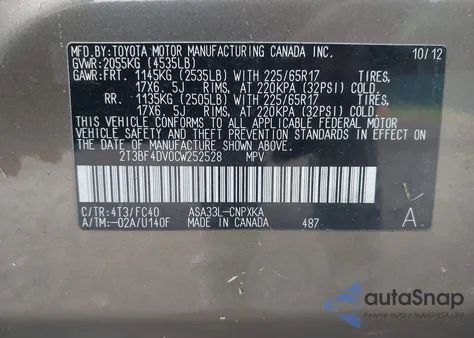 MFD. BY: TOYOTA MOTOR MANUFACTURING CANADA INC. 10/12
GVWR: 2055KG (4535LB)
GAWR: FRT. 1145KG (2535LB) WITH 225/65R17 TIRES,
17X6.5J RIMS, AT 220KPA (32PSI) COLD.
RR. 1135KG (2505LB) WITH 225/65R17 TIRES,
17X6.5J RIMS, AT 220KPA (32PSI) COLD.
THIS VEHICLE CONFORMS TO ALL APPLICABLE FEDERAL MOTOR
VEHICLE SAFETY AND THEFT PREVENTION STANDARDS IN EFFECT
ON THE DATE OF MANUFACTURE SHOWN ABOVE.
2T3BF4DV0CW252528 MPV
C/TR: 4T3/FC40 ASA33L-CNPXKA
A/TM: -02A/U140F MADE IN CANADA 487 A
autaSnap